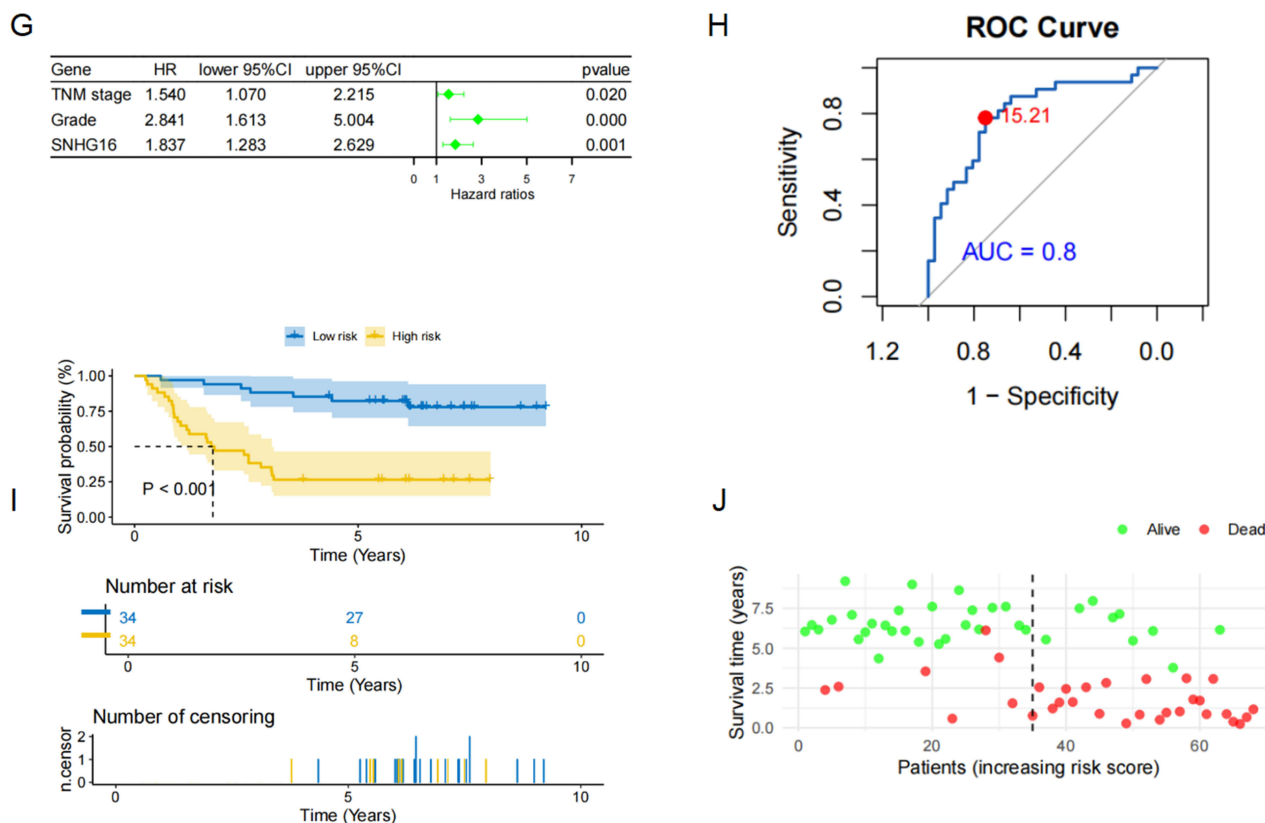 G
Gene HR lower 95%CI upper 95%CI pvalue
TNM stage 1.540 1.070 2.215 0.020
Grade 2.841 1.613 5.004 0.000
SNHG16 1.837 1.283 2.629 0.001
0 1 3 5 7
Hazard ratios
H
ROC Curve
Sensitivity
0.8
0.4
0.0
15.21
AUC = 0.8
1.2 0.8 0.4 0.0
1 − Specificity
I
Low risk High risk
Survival probability (%)
1.00
0.75
0.50
0.25
0.00
P < 0.001
0 5 10
Time (Years)
Number at risk
34 27 0
34 8 0
0 5 10
Time (Years)
Number of censoring
n.censor
2
1
0
0 5 10
Time (Years)
J
Alive Dead
Survival time (years)
7.5
5.0
2.5
0.0
0 20 40 60
Patients (increasing risk score)